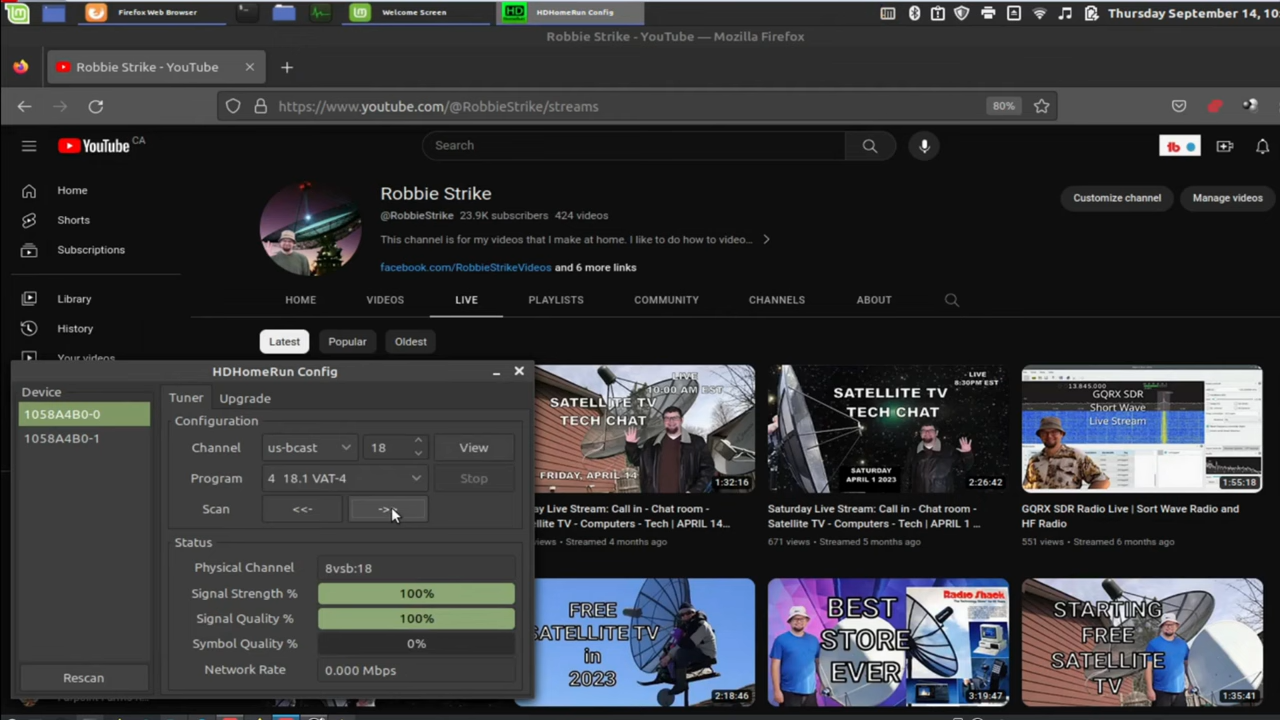 Firefox Web Browser
Welcome Screen
HD
HDHomeRun Config
Thursday September 14, 10
Robbie Strike - YouTube — Mozilla Firefox
Robbie Strike - YouTube
https://www.youtube.com/@RobbieStrike/streams
80%
YouTube CA
Search
tb
Home
Shorts
Subscriptions
Library
History
Your videos
Robbie Strike
@RobbieStrike 23.9K subscribers 424 videos
This channel is for my videos that I make at home. I like to do how to video...
facebook.com/RobbieStrikeVideos and 6 more links
Customize channel
Manage videos
HOME
VIDEOS
LIVE
PLAYLISTS
COMMUNITY
CHANNELS
ABOUT
Latest
Popular
Oldest
HDHomeRun Config
Device
1058A4B0-0
1058A4B0-1
Rescan
Tuner
Upgrade
Configuration
Channel
us-bcast
18
View
Program
4 18.1 VAT-4
Stop
Scan
<<-
Status
Physical Channel
8vsb:18
Signal Strength %
100%
Signal Quality %
100%
Symbol Quality %
0%
Network Rate
0.000 Mbps
LIVE
10:00 AM EST
SATELLITE TV
TECH CHAT
FRIDAY, APRIL 14
1:32:16
ay Live Stream: Call in - Chat room -
ellite TV - Computers - Tech | APRIL 14...
views • Streamed 4 months ago
LIVE
8:30PM EST
SATELLITE TV
TECH CHAT
SATURDAY
APRIL 1 2023
2:26:42
Saturday Live Stream: Call in - Chat room -
Satellite TV - Computers - Tech | APRIL 1 ...
671 views • Streamed 5 months ago
13.845.000
GQRX SDR
Short Wave
Live Stream
1:55:18
GQRX SDR Radio Live | Sort Wave Radio and
HF Radio
551 views • Streamed 6 months ago
FREE
SATELLITE TV
in
2023
2:18:46
BEST
STORE
EVER
Radio Shack
3:19:47
STARTING
FREE
SATELLITE
TV
1:35:41